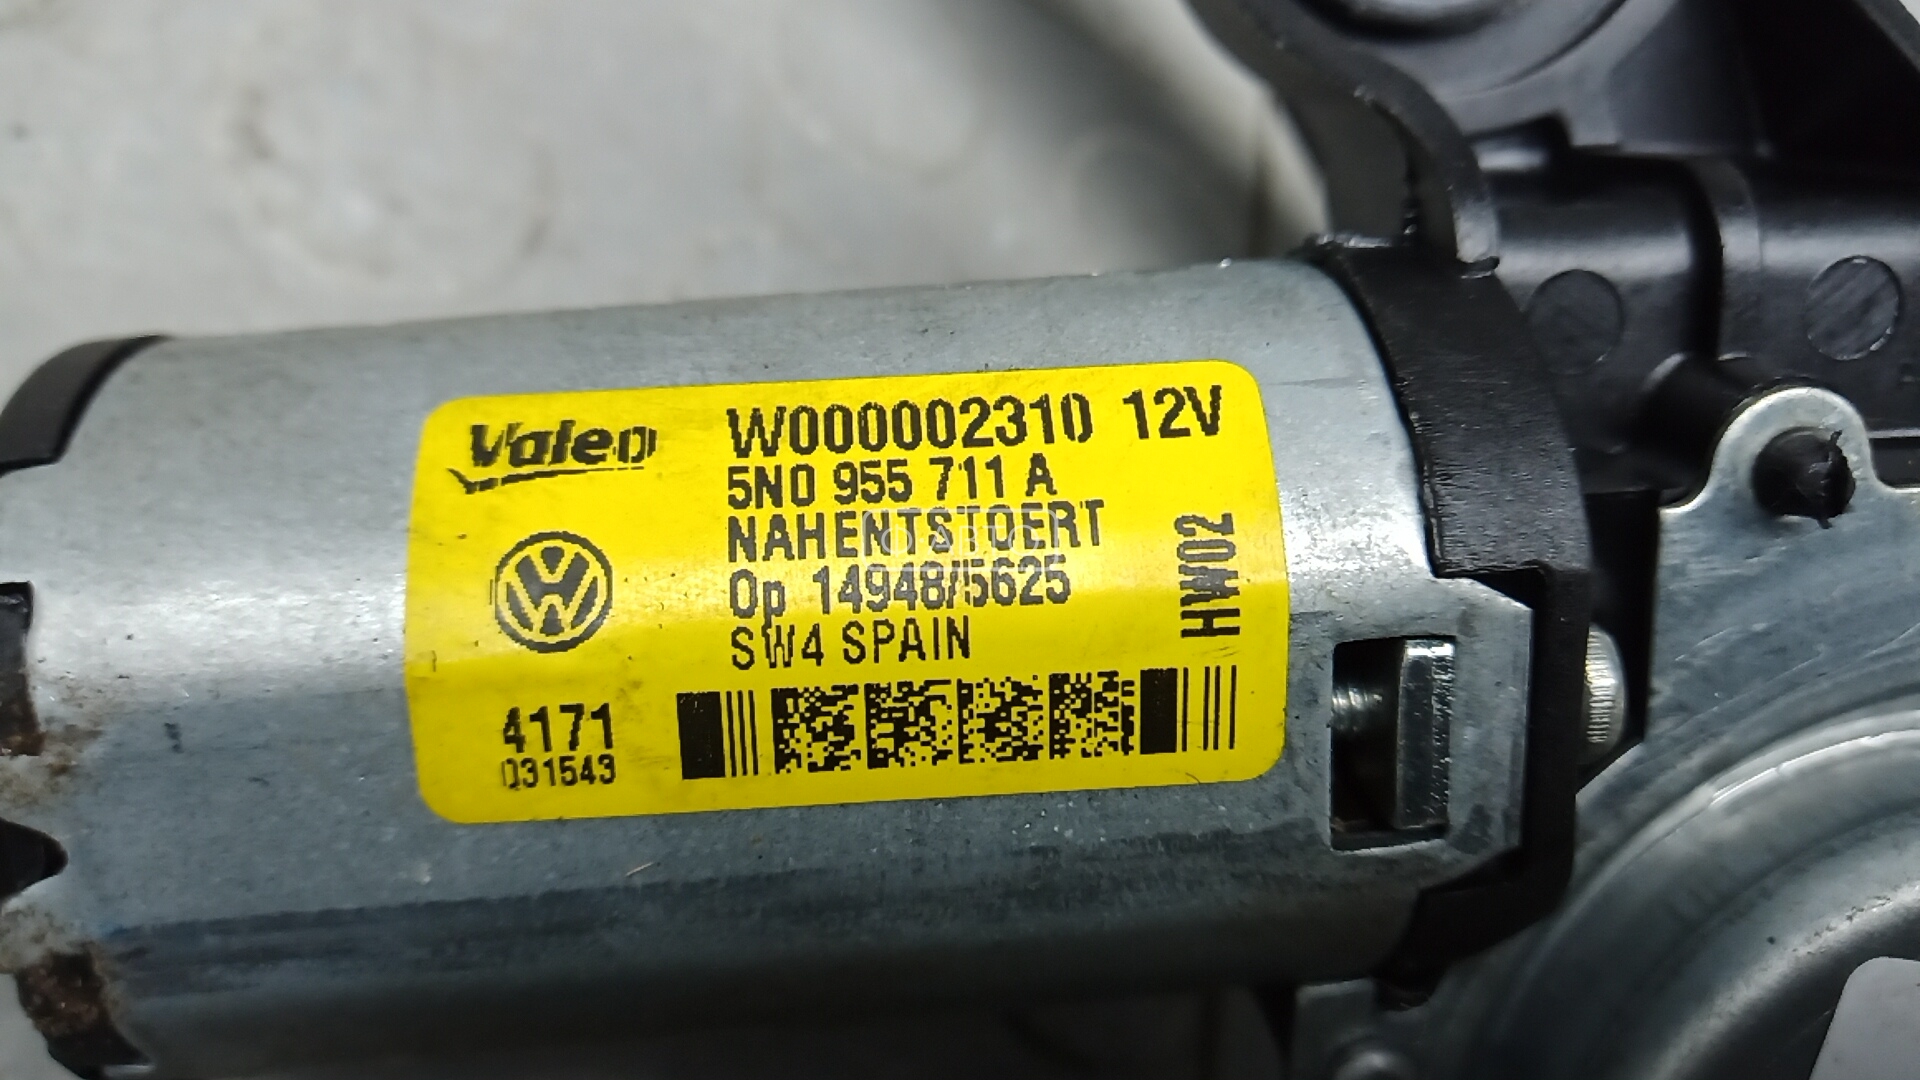 Valeo
W000002310 12V
5N0 955 711 A
NAHENTSTOERT
Op 14948/5625
SW4 SPAIN
HW02
4171
031543